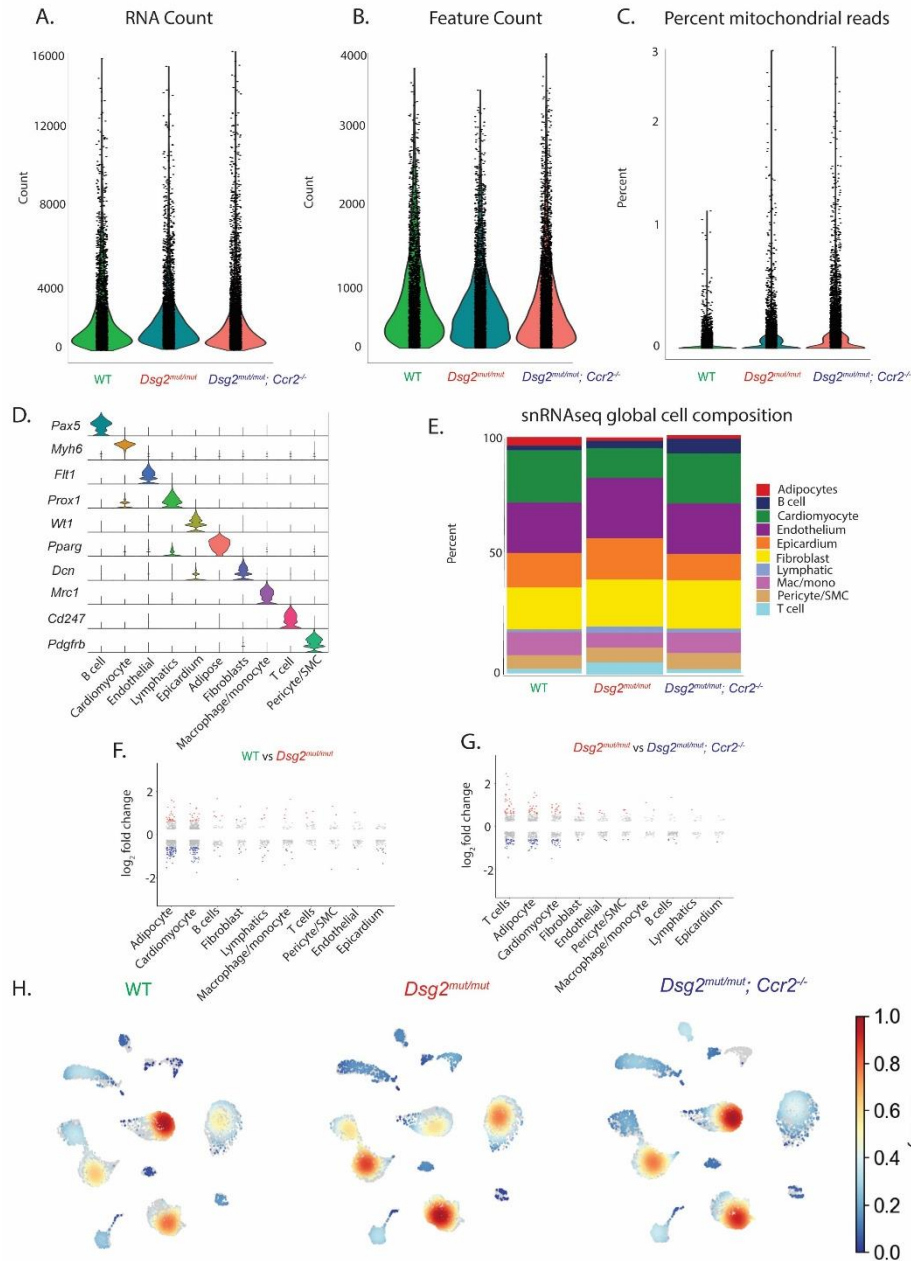 A.
RNA Count
Count
16000
12000
8000
4000
0
WT
Dsg2mut/mut
Dsg2mut/mut; Ccr2-/-
B.
Feature Count
Count
4000
3000
2000
1000
0
WT
Dsg2mut/mut
Dsg2mut/mut; Ccr2-/-
C.
Percent mitochondrial reads
Percent
3
2
1
0
WT
Dsg2mut/mut
Dsg2mut/mut; Ccr2-/-
D.
Pax5
Myh6
Flt1
Prox1
Wt1
Pparg
Dcn
Mrc1
Cd247
Pdgfrb
B cell
Cardiomyocyte
Endothelial
Lymphatics
Epicardium
Adipose
Fibroblasts
Macrophage/monocyte
T cell
Pericyte/SMC
E.
snRNAseq global cell composition
Percent
100
50
0
WT
Dsg2mut/mut
Dsg2mut/mut; Ccr2-/-
Adipocytes
B cell
Cardiomyocyte
Endothelium
Epicardium
Fibroblast
Lymphatic
Mac/mono
Pericyte/SMC
T cell
F.
WT vs Dsg2mut/mut
log2 fold change
2
0
-2
Adipocyte
Cardiomyocyte
B cells
Fibroblast
Lymphatics
Macrophage/monocyte
T cells
Pericyte/SMC
Endothelial
Epicardium
G.
Dsg2mut/mut vs Dsg2mut/mut; Ccr2-/-
log2 fold change
2
0
-2
T cells
Adipocyte
Cardiomyocyte
Fibroblast
Endothelial
Pericyte/SMC
Macrophage/monocyte
B cells
Lymphatics
Epicardium
H.
WT
Dsg2mut/mut
Dsg2mut/mut; Ccr2-/-
1.0
0.8
0.6
0.4
0.2
0.0